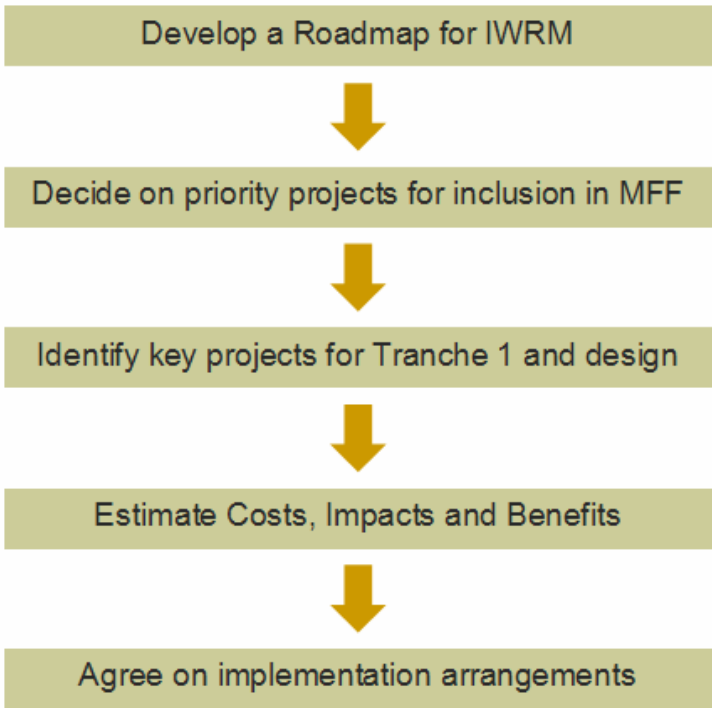 Develop a Roadmap for IWRM
Decide on priority projects for inclusion in MFF
Identify key projects for Tranche 1 and design
Estimate Costs, Impacts and Benefits
Agree on implementation arrangements